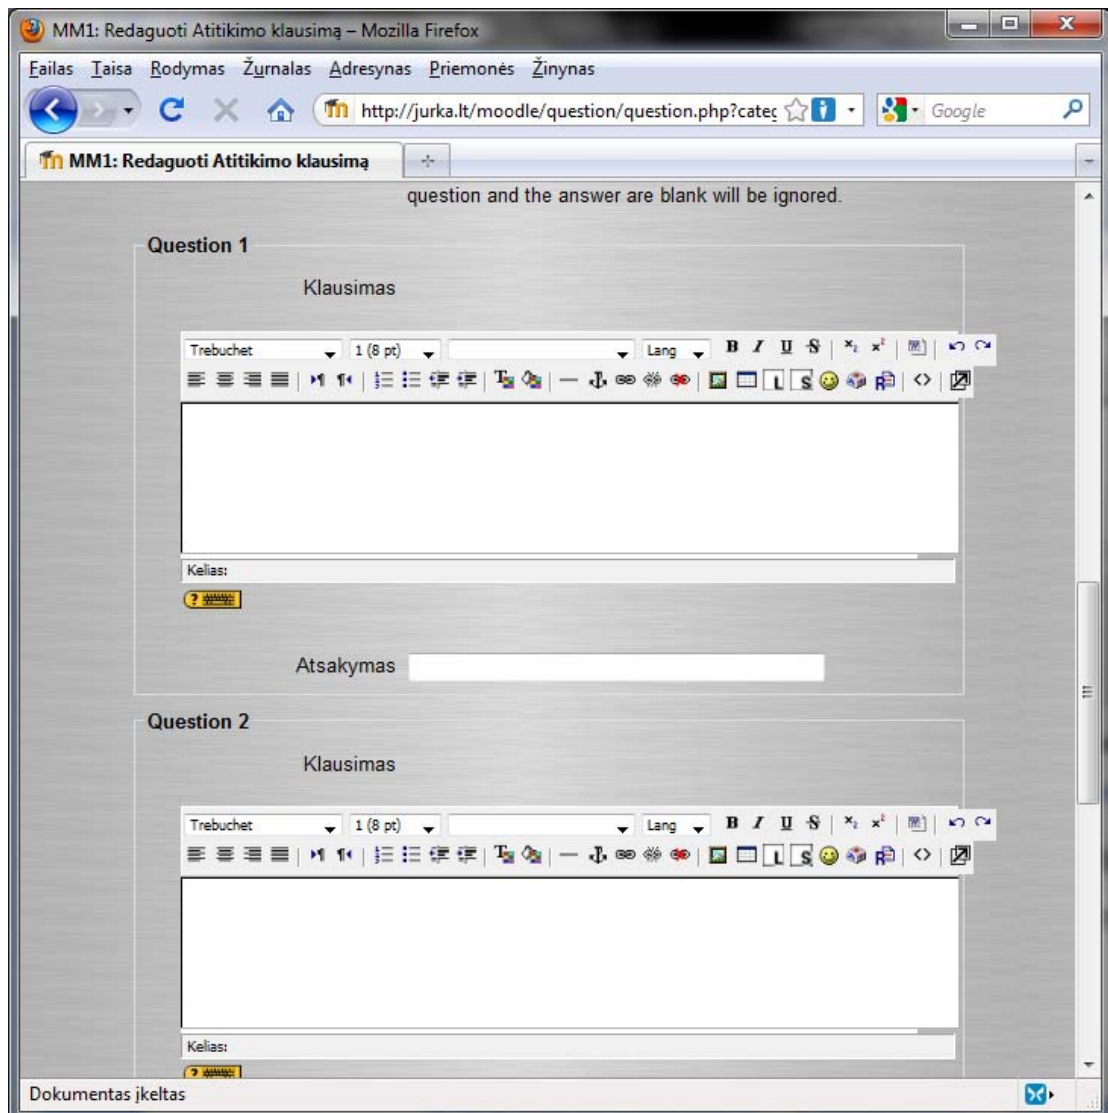 MM1: Redaguoti Atitikimo klausimą – Mozilla Firefox
Failas Taisa Rodymas Žurnalas Adresynas Priemonės Žinynas
http://jurka.lt/moodle/question/question.php?cate Google
MM1: Redaguoti Atitikimo klausimą
question and the answer are blank will be ignored.
Question 1
Klausimas
Trebuchet 1 (8 pt) Lang B I U S
Kelias:
Atsakymas
Question 2
Klausimas
Trebuchet 1 (8 pt) Lang B I U S
Kelias:
Dokumentas įkeltas